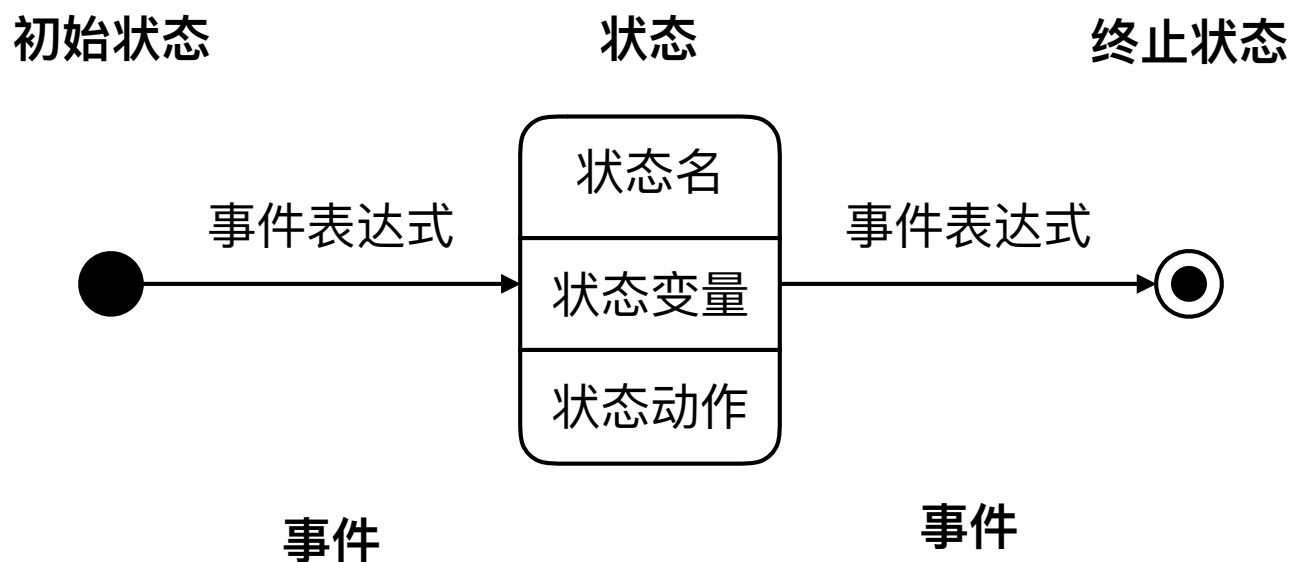 初始状态
状态
终止状态
状态名
事件表达式
事件表达式
状态变量
状态动作
事件
事件